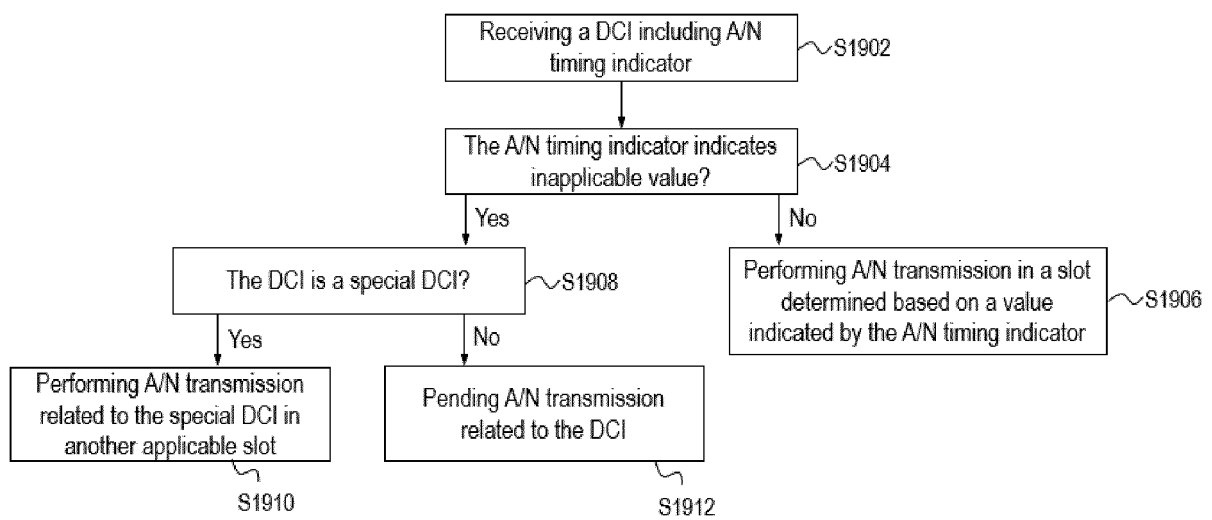 Receiving a DCI including A/N
timing indicator
S1902
The A/N timing indicator indicates
inapplicable value?
S1904
Yes
No
The DCI is a special DCI?
S1908
Performing A/N transmission in a slot
determined based on a value
indicated by the A/N timing indicator
S1906
Yes
No
Performing A/N transmission
related to the special DCI in
another applicable slot
S1910
Pending A/N transmission
related to the DCI
S1912